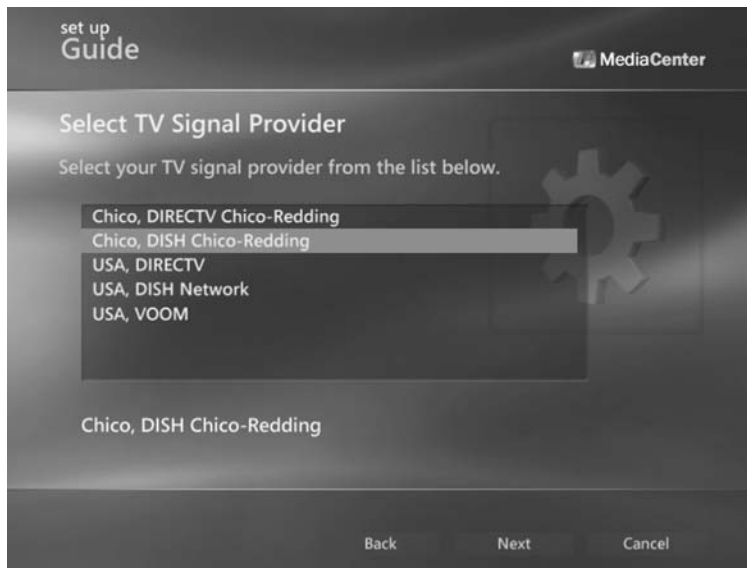 set up
Guide
MediaCenter
Select TV Signal Provider
Select your TV signal provider from the list below.
Chico, DIRECTV Chico-Redding
Chico, DISH Chico-Redding
USA, DIRECTV
USA, DISH Network
USA, VOOM
Chico, DISH Chico-Redding
Back Next Cancel